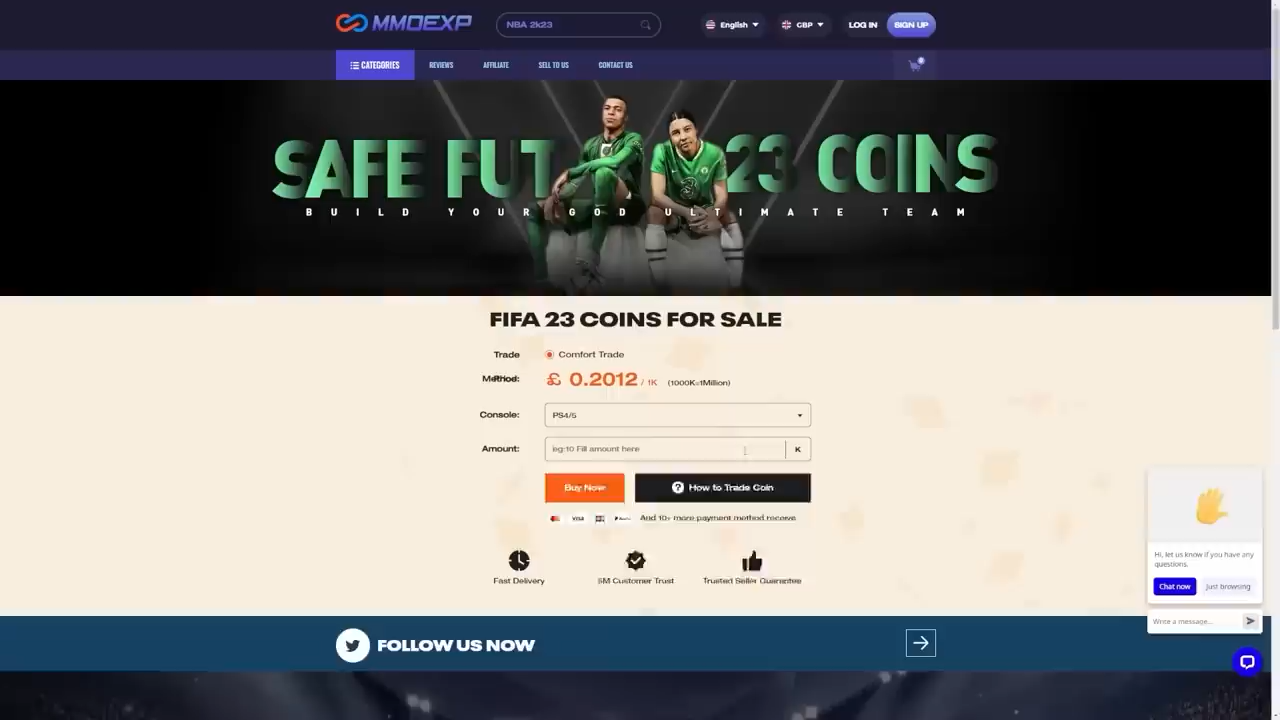 MMOEXP
NBA 2k23
English
GBP
LOG IN
SIGN UP
CATEGORIES
REVIEWS
AFFILIATE
SELL TO US
CONTACT US
0
SAFE FUT 23 COINS
BUILD YOUR GOD ULTIMATE TEAM
FIFA 23 COINS FOR SALE
Trade
Comfort Trade
Method:
£ 0.2012 / 1K (1000K=1Million)
Console:
PS4/5
Amount:
eg:10 Fill amount here
K
Buy Now
? How to Trade Coin
VISA
And 10+ more payment method receive
Fast Delivery
5M Customer Trust
Trusted Seller Guarantee
Hi, let us know if you have any
questions.
Chat now
Just browsing
Write a message...
FOLLOW US NOW